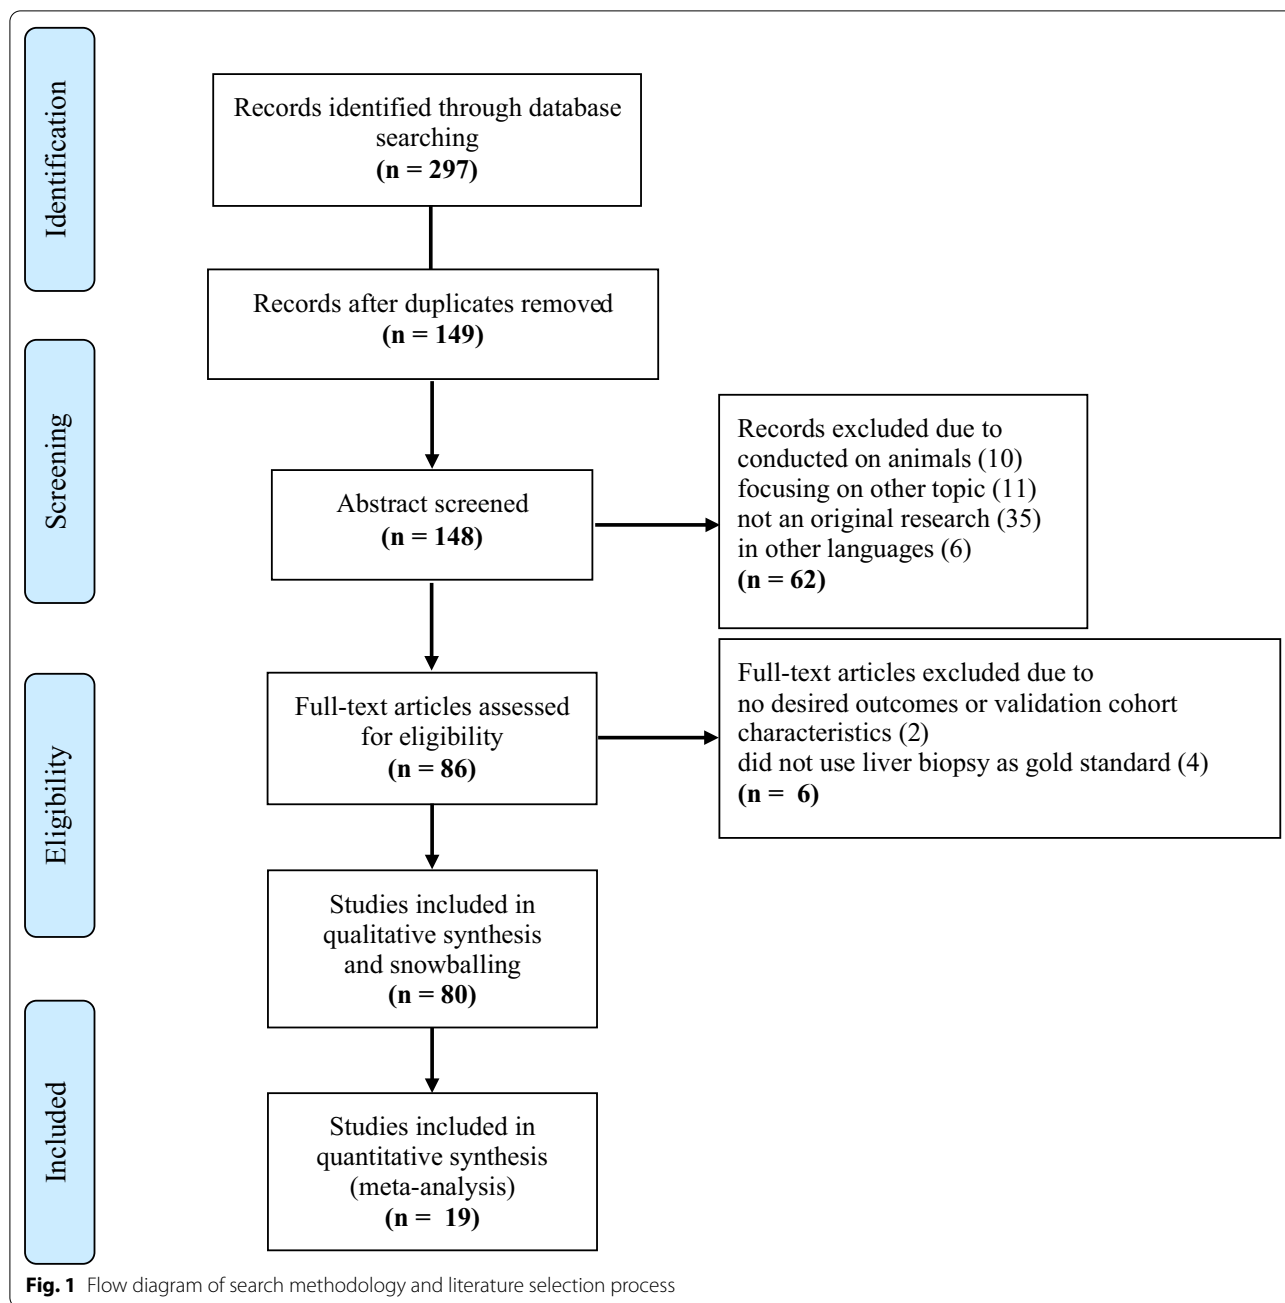 Identification
Records identified through database
searching
(n = 297)
Records after duplicates removed
(n = 149)
Screening
Abstract screened
(n = 148)
Records excluded due to
conducted on animals (10)
focusing on other topic (11)
not an original research (35)
in other languages (6)
(n = 62)
Eligibility
Full-text articles assessed
for eligibility
(n = 86)
Full-text articles excluded due to
no desired outcomes or validation cohort
characteristics (2)
did not use liver biopsy as gold standard (4)
(n = 6)
Studies included in
qualitative synthesis
and snowballing
(n = 80)
Included
Studies included in
quantitative synthesis
(meta-analysis)
(n = 19)
Fig. 1 Flow diagram of search methodology and literature selection process